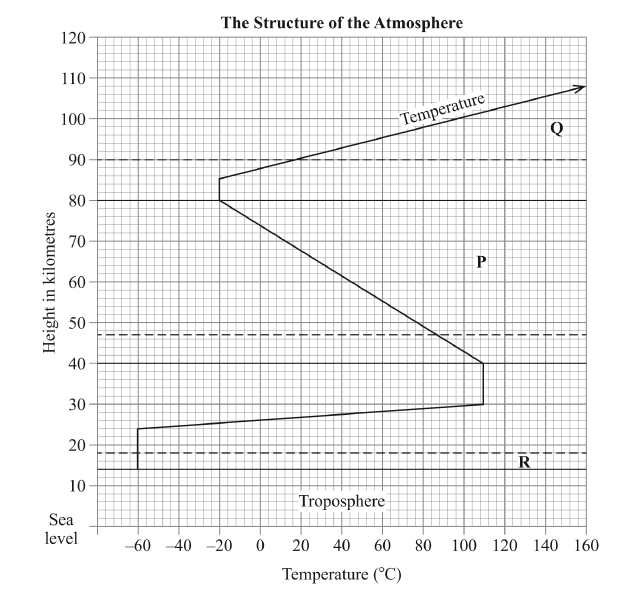 The Structure of the Atmosphere
120
110
100
90
80
70
60
50
40
30
20
10
Sea
level
Height in kilometres
Temperature
Q
P
R
Troposphere
–60 –40 –20 0 20 40 60 80 100 120 140 160
Temperature (°C)